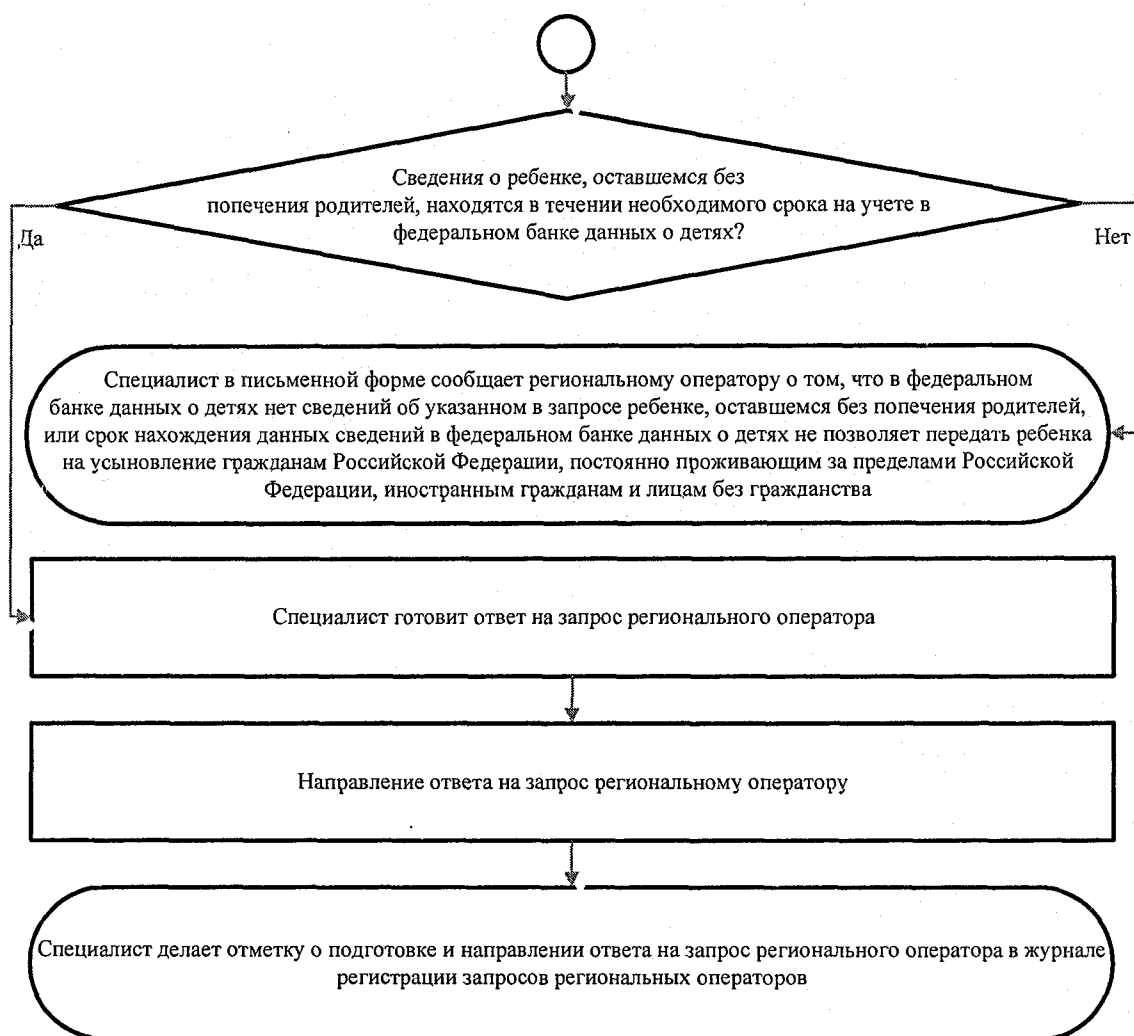 Сведения о ребенке, оставшемся без
попечения родителей, находятся в течении необходимого срока на учете в
федеральном банке данных о детях?
Да
Нет
Специалист в письменной форме сообщает региональному оператору о том, что в федеральном
банке данных о детях нет сведений об указанном в запросе ребенке, оставшемся без попечения родителей,
или срок нахождения данных сведений в федеральном банке данных о детях не позволяет передать ребенка
на усыновление гражданам Российской Федерации, постоянно проживающим за пределами Российской
Федерации, иностранным гражданам и лицам без гражданства
Специалист готовит ответ на запрос регионального оператора
Направление ответа на запрос региональному оператору
Специалист делает отметку о подготовке и направлении ответа на запрос регионального оператора в журнале
регистрации запросов региональных операторов